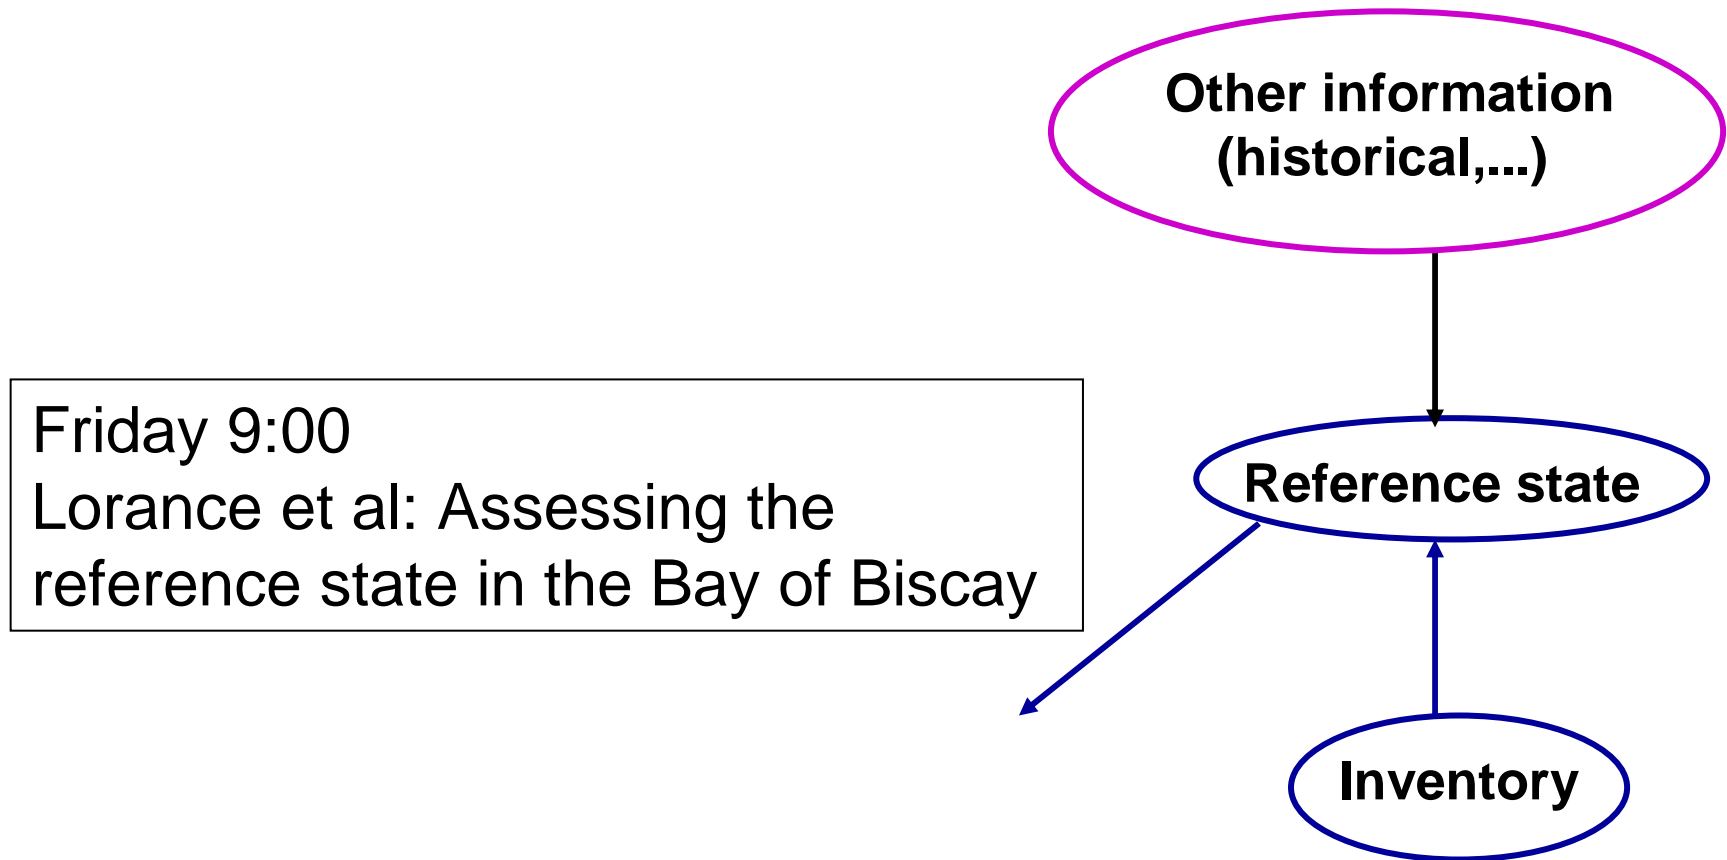 Other information
(historical,...)
Friday 9:00
Lorance et al: Assessing the
reference state in the Bay of Biscay
Reference state
Inventory